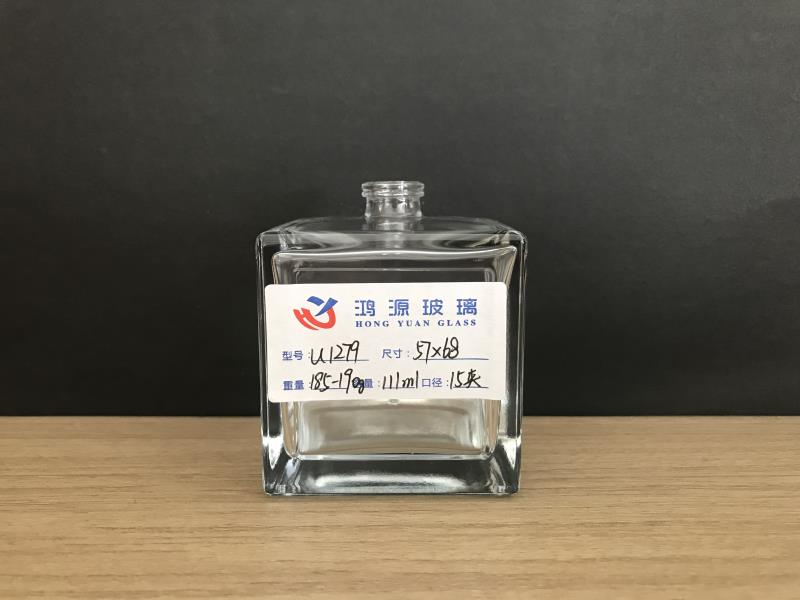 鸿源玻璃
HONG YUAN GLASS
型号:U1279 尺寸:57×68
重量:185-190g 容量:111ml 口径:15夹